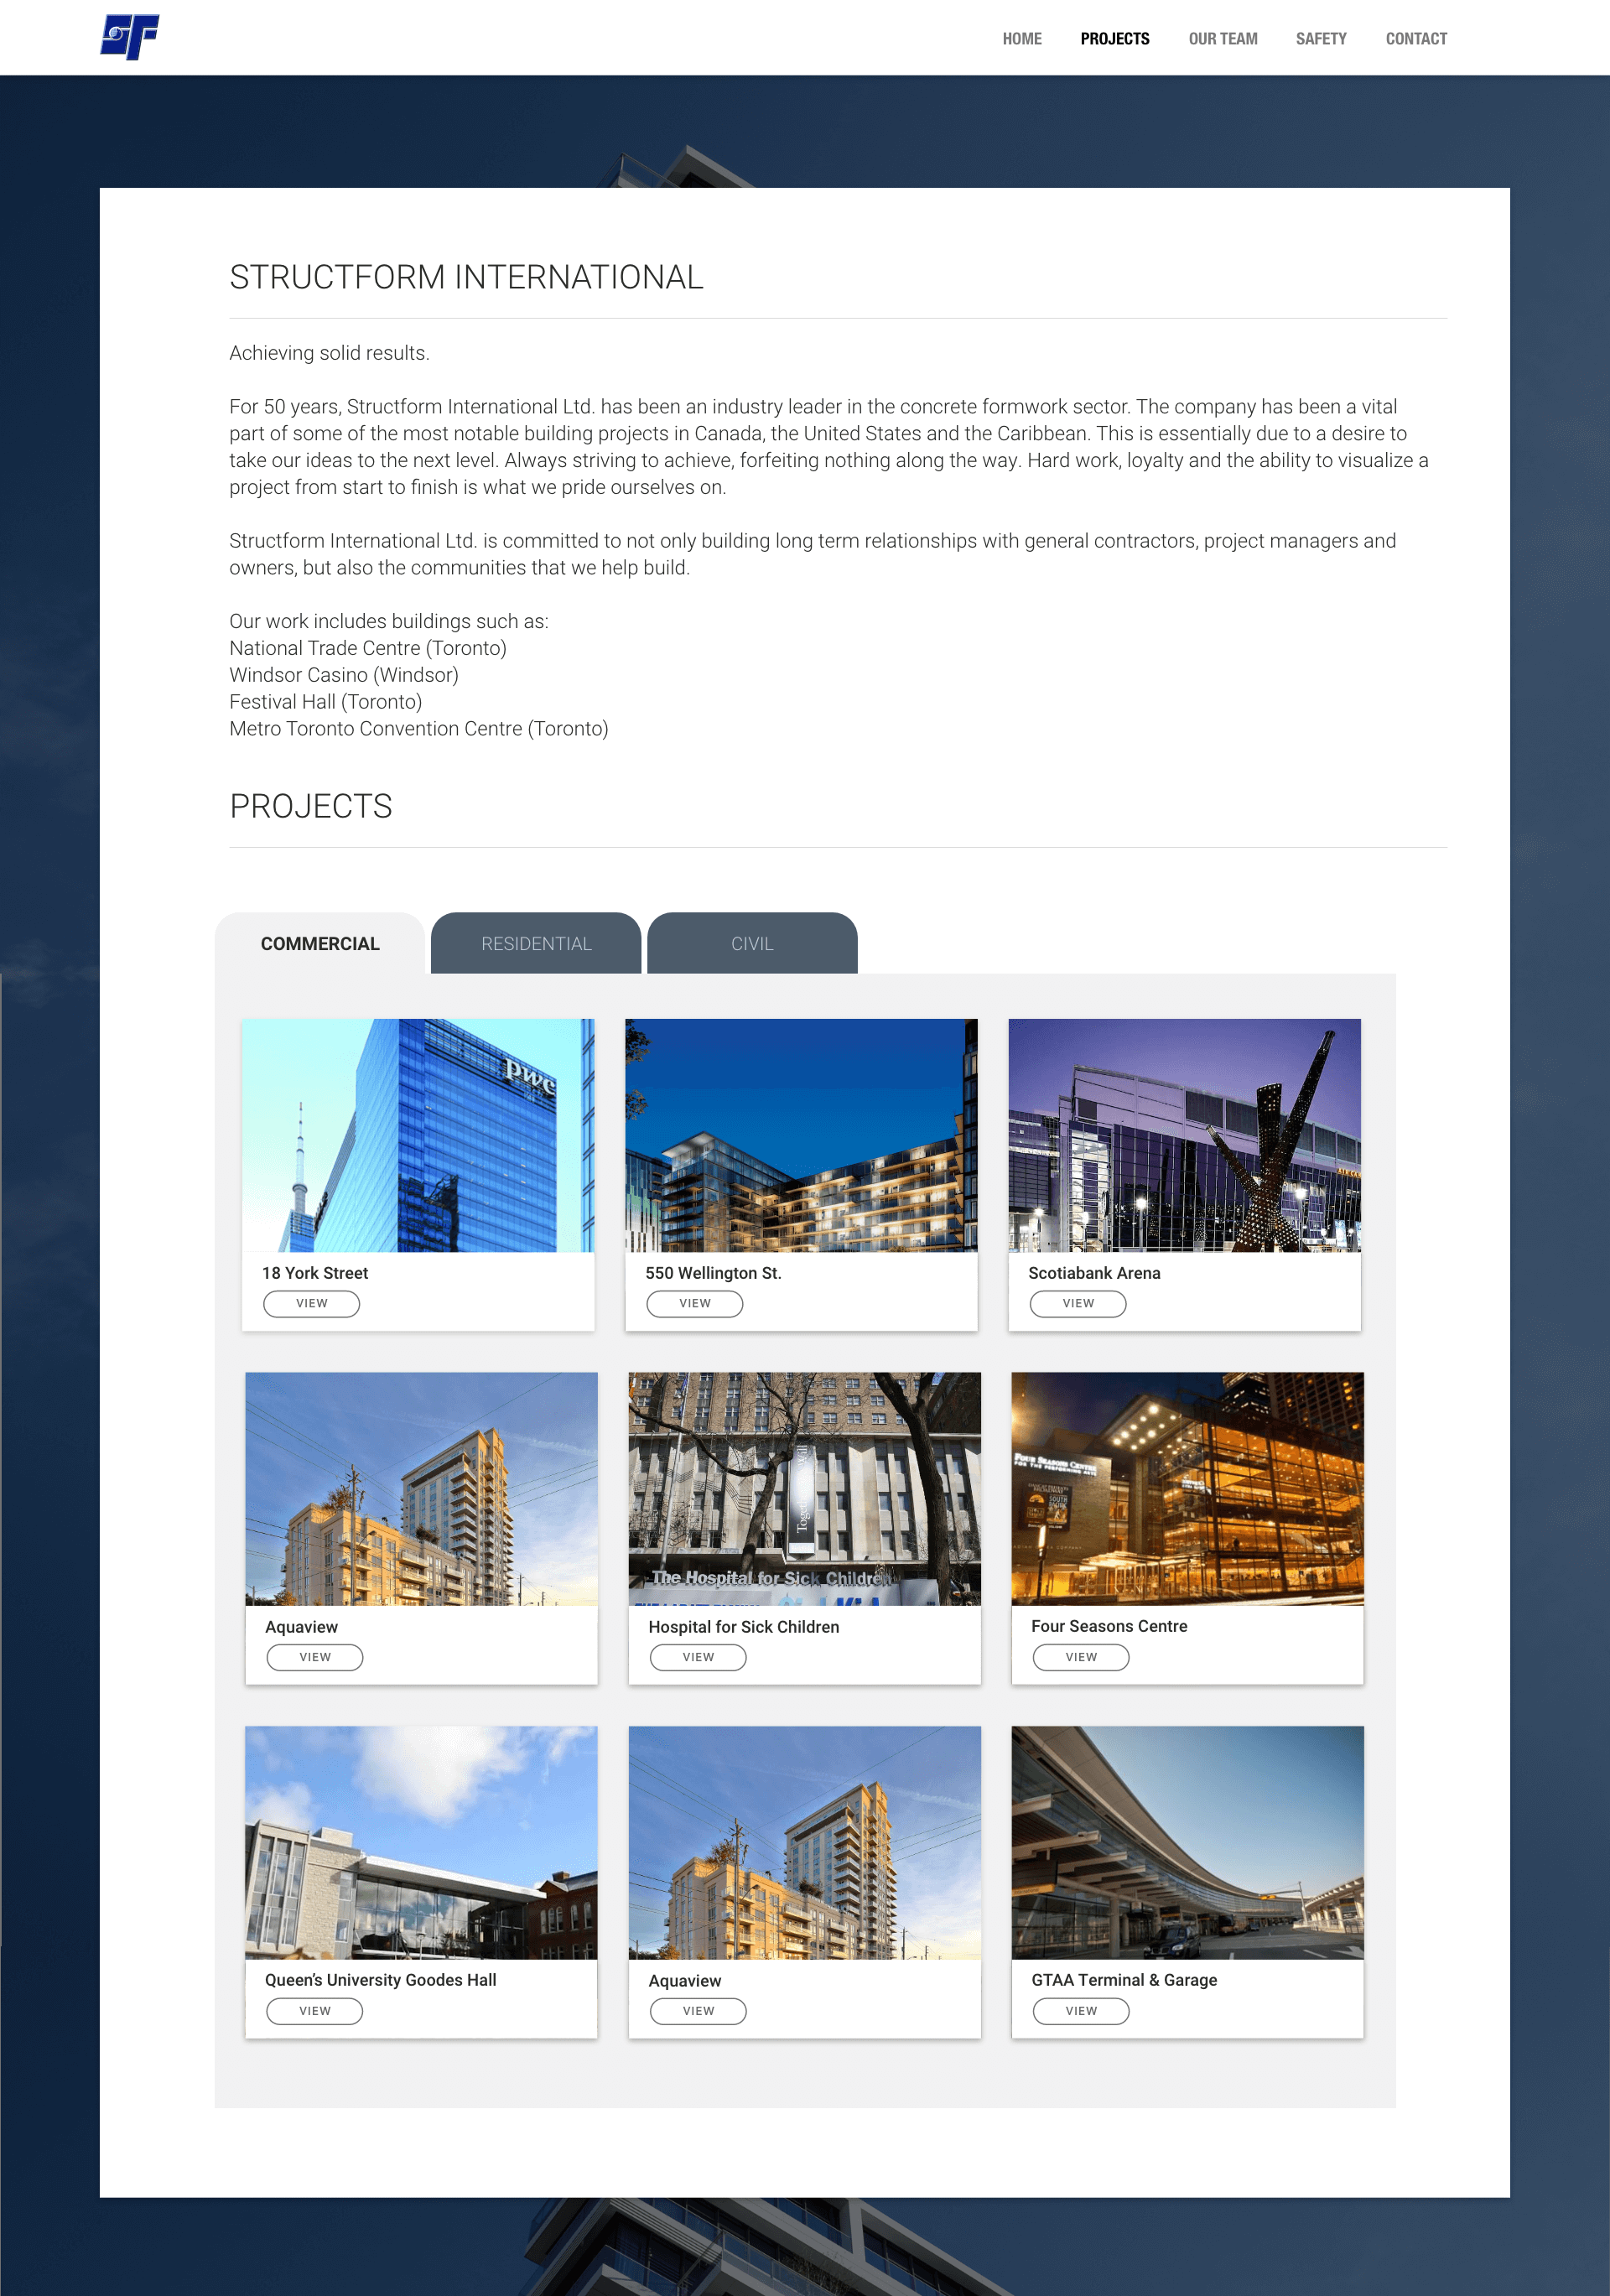 SF
HOME PROJECTS OUR TEAM SAFETY CONTACT
STRUCTFORM INTERNATIONAL
Achieving solid results.
For 50 years, Structform International Ltd. has been an industry leader in the concrete formwork sector. The company has been a vital
part of some of the most notable building projects in Canada, the United States and the Caribbean. This is essentially due to a desire to
take our ideas to the next level. Always striving to achieve, forfeiting nothing along the way. Hard work, loyalty and the ability to visualize a
project from start to finish is what we pride ourselves on.
Structform International Ltd. is committed to not only building long term relationships with general contractors, project managers and
owners, but also the communities that we help build.
Our work includes buildings such as:
National Trade Centre (Toronto)
Windsor Casino (Windsor)
Festival Hall (Toronto)
Metro Toronto Convention Centre (Toronto)
PROJECTS
COMMERCIAL RESIDENTIAL CIVIL
pwc
18 York Street
VIEW
550 Wellington St.
VIEW
Scotiabank Arena
VIEW
Aquaview
VIEW
The Hospital for Sick Children
Hospital for Sick Children
VIEW
Four Seasons Centre
FOR THE PERFORMING ARTS
Four Seasons Centre
VIEW
Queen's University Goodes Hall
VIEW
Aquaview
VIEW
GTAA Terminal & Garage
VIEW